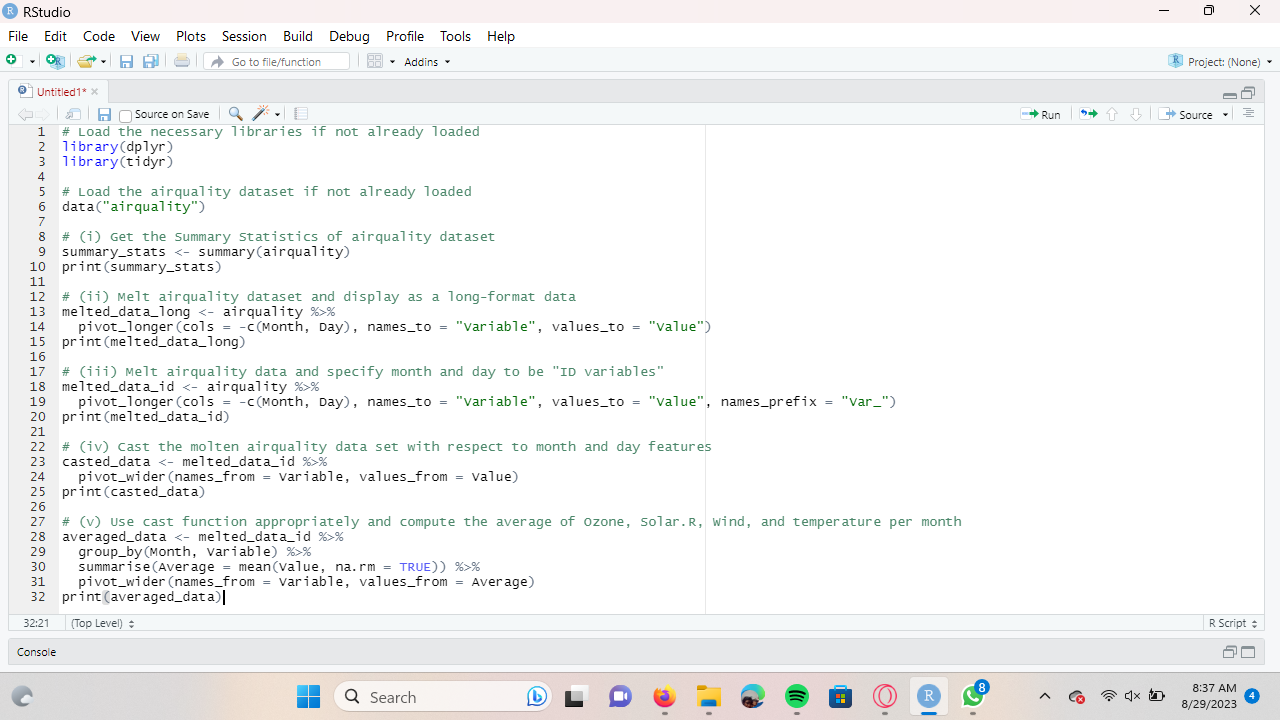 RStudio
File Edit Code View Plots Session Build Debug Profile Tools Help
Go to file/function Addins Project: (None)
Untitled1*
Source on Save Run Source
1 # Load the necessary libraries if not already loaded
2 library(dplyr)
3 library(tidyr)
4
5 # Load the airquality dataset if not already loaded
6 data("airquality")
7
8 # (i) Get the Summary Statistics of airquality dataset
9 summary_stats <- summary(airquality)
10 print(summary_stats)
11
12 # (ii) Melt airquality dataset and display as a long-format data
13 melted_data_long <- airquality %>%
14   pivot_longer(cols = -c(Month, Day), names_to = "Variable", values_to = "Value")
15 print(melted_data_long)
16
17 # (iii) Melt airquality data and specify month and day to be "ID variables"
18 melted_data_id <- airquality %>%
19   pivot_longer(cols = -c(Month, Day), names_to = "Variable", values_to = "Value", names_prefix = "Var_")
20 print(melted_data_id)
21
22 # (iv) Cast the molten airquality data set with respect to month and day features
23 casted_data <- melted_data_id %>%
24   pivot_wider(names_from = Variable, values_from = Value)
25 print(casted_data)
26
27 # (v) Use cast function appropriately and compute the average of Ozone, Solar.R, Wind, and temperature per month
28 averaged_data <- melted_data_id %>%
29   group_by(Month, Variable) %>%
30   summarise(Average = mean(Value, na.rm = TRUE)) %>%
31   pivot_wider(names_from = Variable, values_from = Average)
32 print(averaged_data)
32:21 (Top Level) R Script
Console
Search 8 8:37 AM
8/29/2023 4